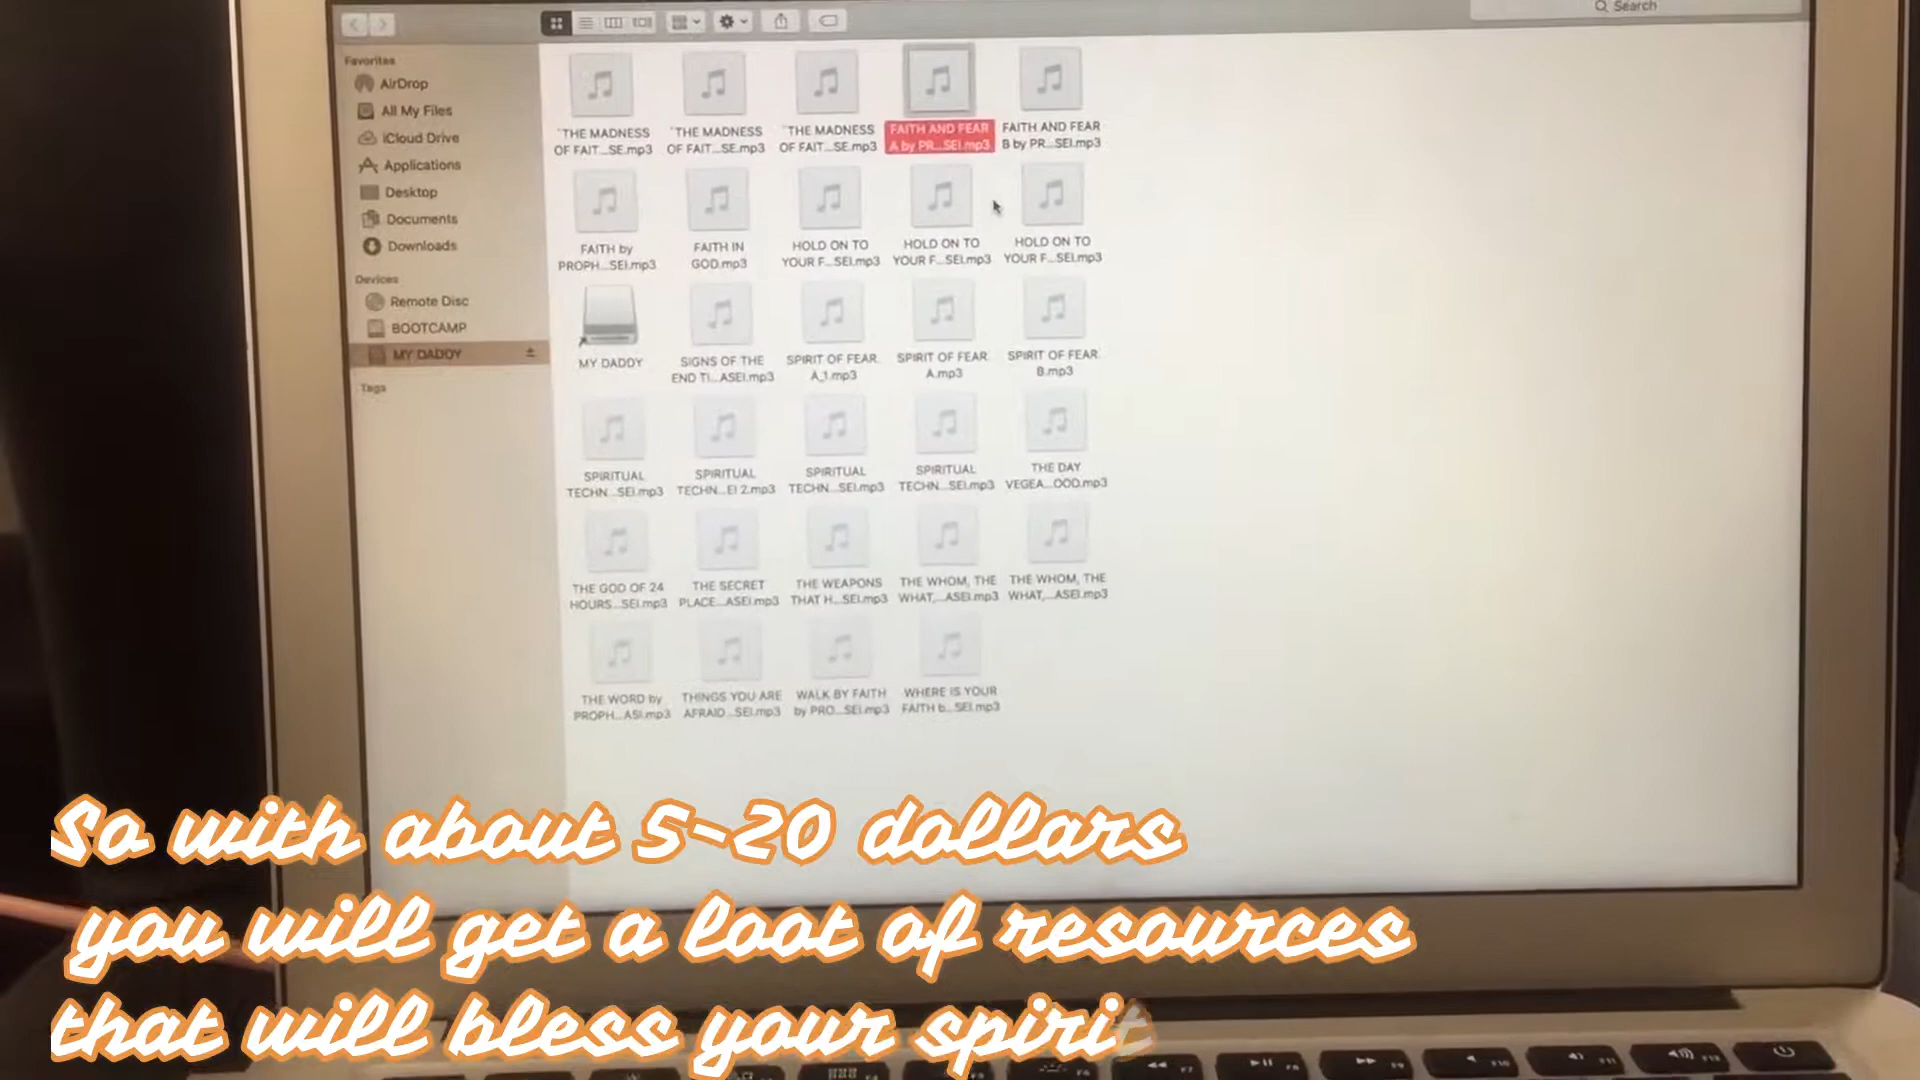 Search
Favorites
AirDrop
All My Files
iCloud Drive
Applications
Desktop
Documents
Downloads
Devices
Remote Disc
BOOTCAMP
MY DADDY
Tags
`THE MADNESS
OF FAIT...SE.mp3
`THE MADNESS
OF FAIT...SE.mp3
`THE MADNESS
OF FAIT...SE.mp3
FAITH AND FEAR
A by PR...SEI.mp3
FAITH AND FEAR
B by PR...SEI.mp3
FAITH by
PROPH...SEI.mp3
FAITH IN
GOD.mp3
HOLD ON TO
YOUR F...SEI.mp3
HOLD ON TO
YOUR F...SEI.mp3
HOLD ON TO
YOUR F...SEI.mp3
MY DADDY
SIGNS OF THE
END TI...ASEI.mp3
SPIRIT OF FEAR
A_1.mp3
SPIRIT OF FEAR
A.mp3
SPIRIT OF FEAR
B.mp3
SPIRITUAL
TECHN...SEI.mp3
SPIRITUAL
TECHN...EI 2.mp3
SPIRITUAL
TECHN...SEI.mp3
SPIRITUAL
TECHN...SEI.mp3
THE DAY
VEGEA...OOD.mp3
THE GOD OF 24
HOURS...SEI.mp3
THE SECRET
PLACE...ASEI.mp3
THE WEAPONS
THAT H...SEI.mp3
THE WHOM, THE
WHAT,...ASEI.mp3
THE WHOM, THE
WHAT,...ASEI.mp3
THE WORD by
PROPH...ASI.mp3
THINGS YOU ARE
AFRAID...SEI.mp3
WALK BY FAITH
by PRO...SEI.mp3
WHERE IS YOUR
FAITH b...SEI.mp3
So with about 5-20 dollars
you will get a loot of resources
that will bless your spirit